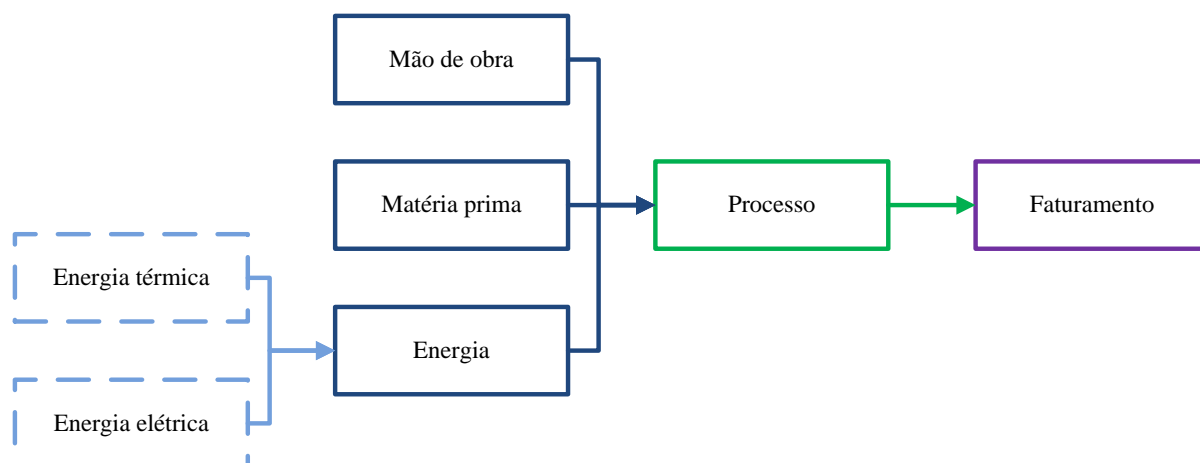 Mão de obra
Matéria prima
Processo
Faturamento
Energia térmica
Energia
Energia elétrica